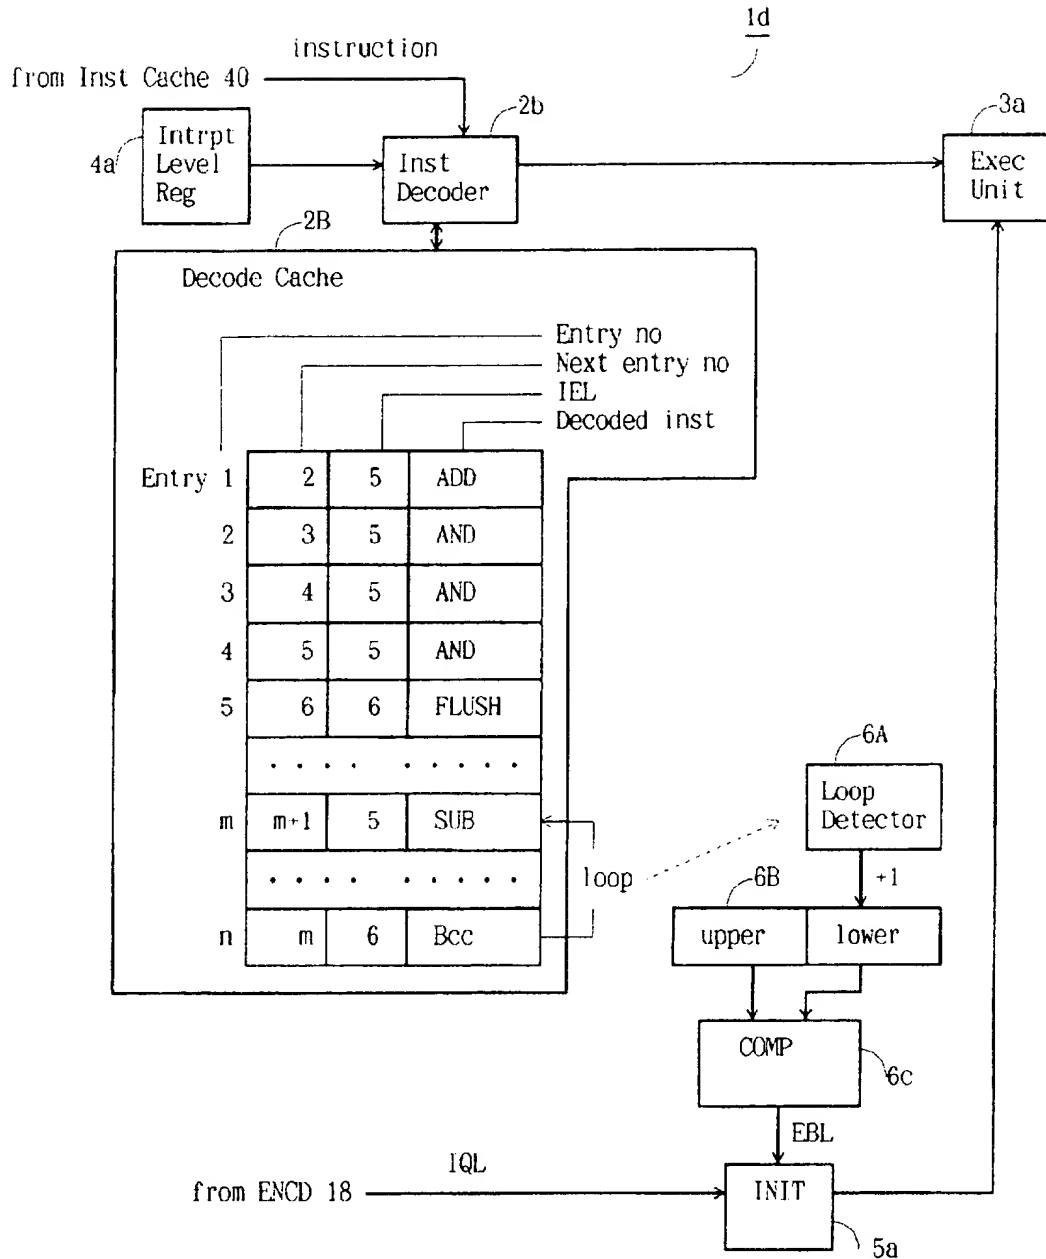 1d
instruction
from Inst Cache 40
2b
3a
Intrpt
Level
Reg
4a
Inst
Decoder
Exec
Unit
2B
Decode Cache
Entry no
Next entry no
IEL
Decoded inst
Entry 1 2 5 ADD
2 3 5 AND
3 4 5 AND
4 5 5 AND
5 6 6 FLUSH
. . . . . . . . .
m m+1 5 SUB
. . . . . . . . .
n m 6 Bcc
loop
6A
Loop
Detector
+1
6B
upper lower
COMP
6c
EBL
IQL
from ENCD 18
INIT
5a